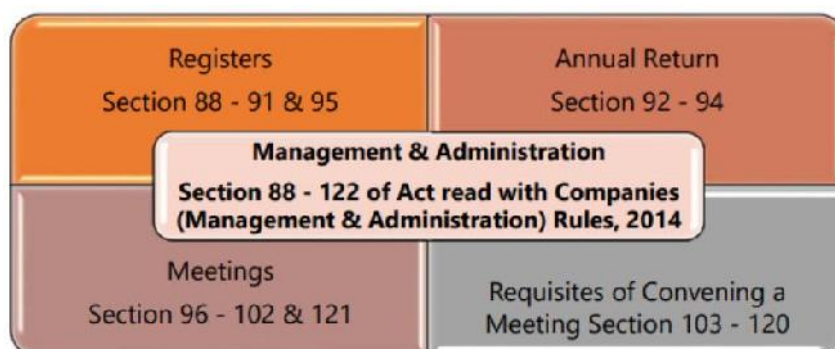 Registers
Section 88 - 91 & 95
Annual Return
Section 92 - 94
Management & Administration
Section 88 - 122 of Act read with Companies
(Management & Administration) Rules, 2014
Meetings
Section 96 - 102 & 121
Requisites of Convening a
Meeting Section 103 - 120